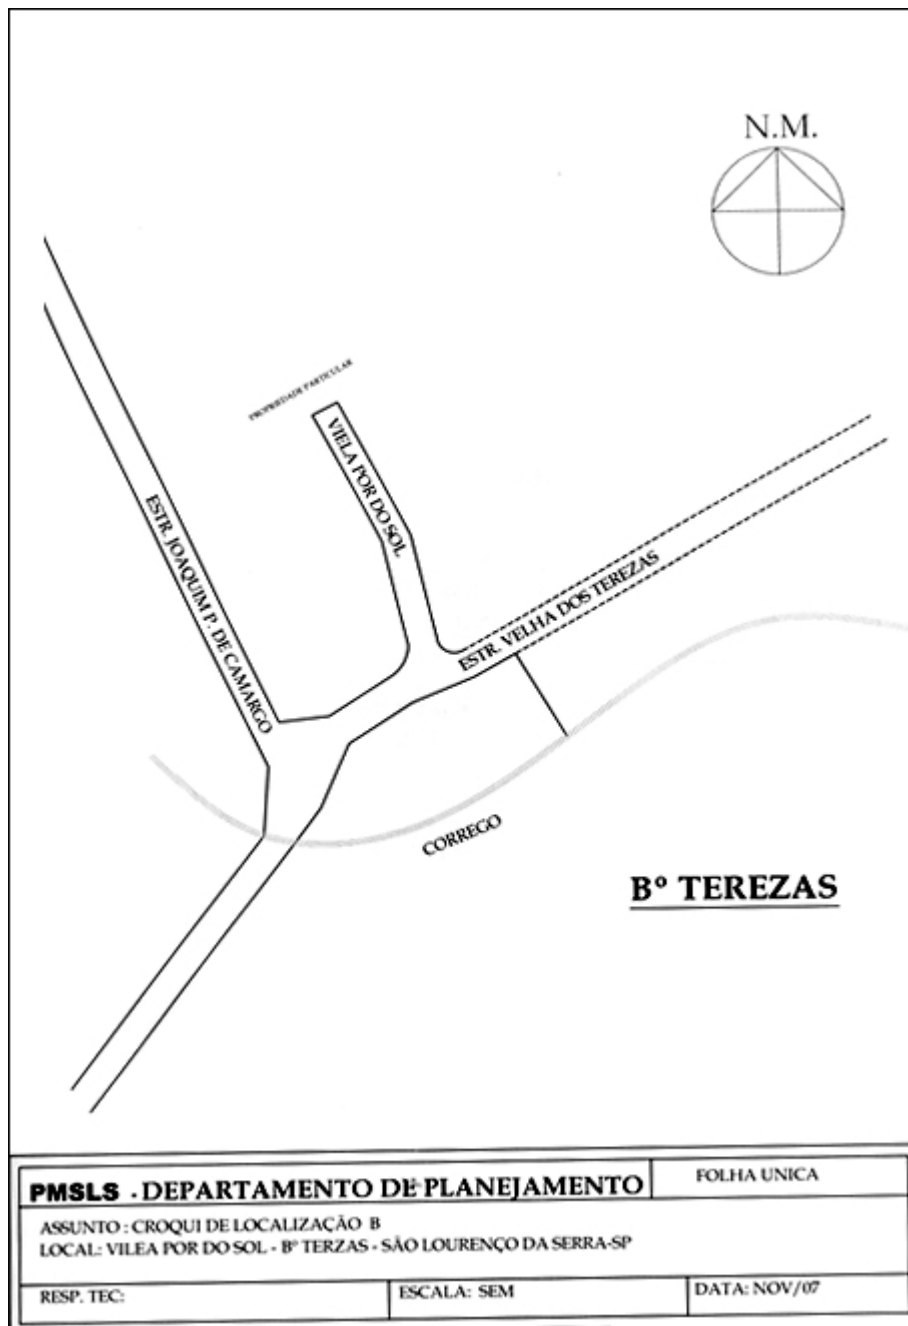 N.M.
PROPRIEDADE PARTICULAR
VIELA POR DO SOL
ESTR. JOAQUIM P. DE CAMARGO
ESTR. VELHA DOS TEREZAS
CORREGO
Bº TEREZAS
PMSLS - DEPARTAMENTO DE PLANEJAMENTO
FOLHA UNICA
ASSUNTO : CROQUI DE LOCALIZAÇÃO B
LOCAL: VILEA POR DO SOL - Bº TERZAS - SÃO LOURENÇO DA SERRA-SP
RESP. TEC:
ESCALA: SEM
DATA: NOV/07